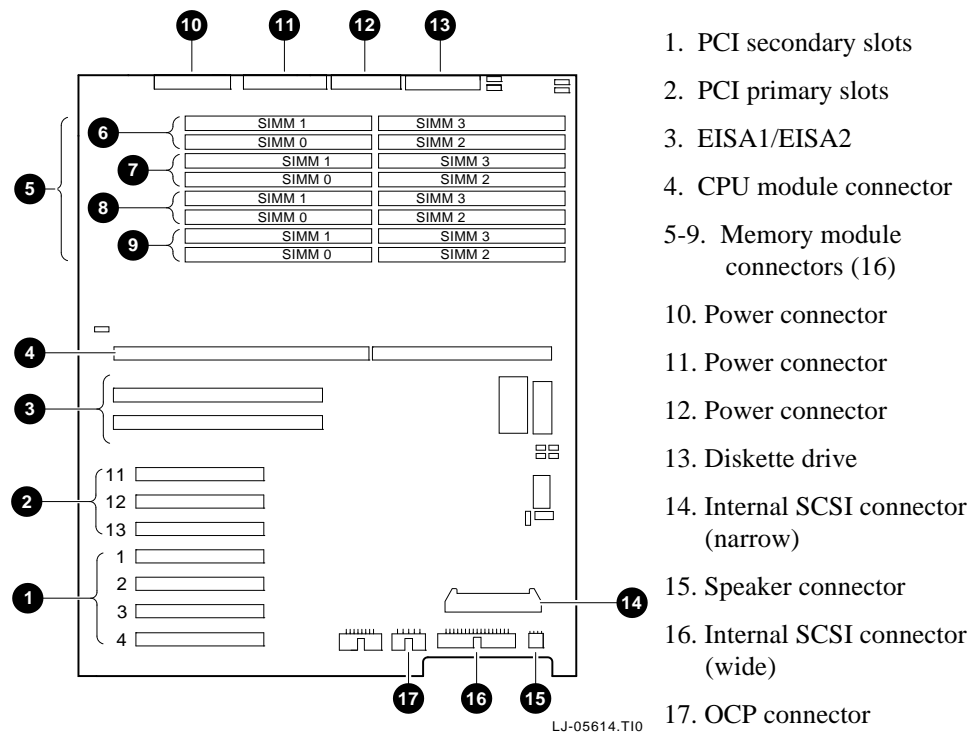 10 11 12 13
1. PCI secondary slots
2. PCI primary slots
3. EISA1/EISA2
4. CPU module connector
5-9. Memory module
connectors (16)
10. Power connector
11. Power connector
12. Power connector
13. Diskette drive
14. Internal SCSI connector
(narrow)
15. Speaker connector
16. Internal SCSI connector
(wide)
17. OCP connector
6 SIMM 1 SIMM 3
SIMM 0 SIMM 2
7 SIMM 1 SIMM 3
5 SIMM 0 SIMM 2
8 SIMM 1 SIMM 3
SIMM 0 SIMM 2
9 SIMM 1 SIMM 3
SIMM 0 SIMM 2
4
3
11
2 12
13
1
2
1
3
4
14
17 16 15
LJ-05614.TI0